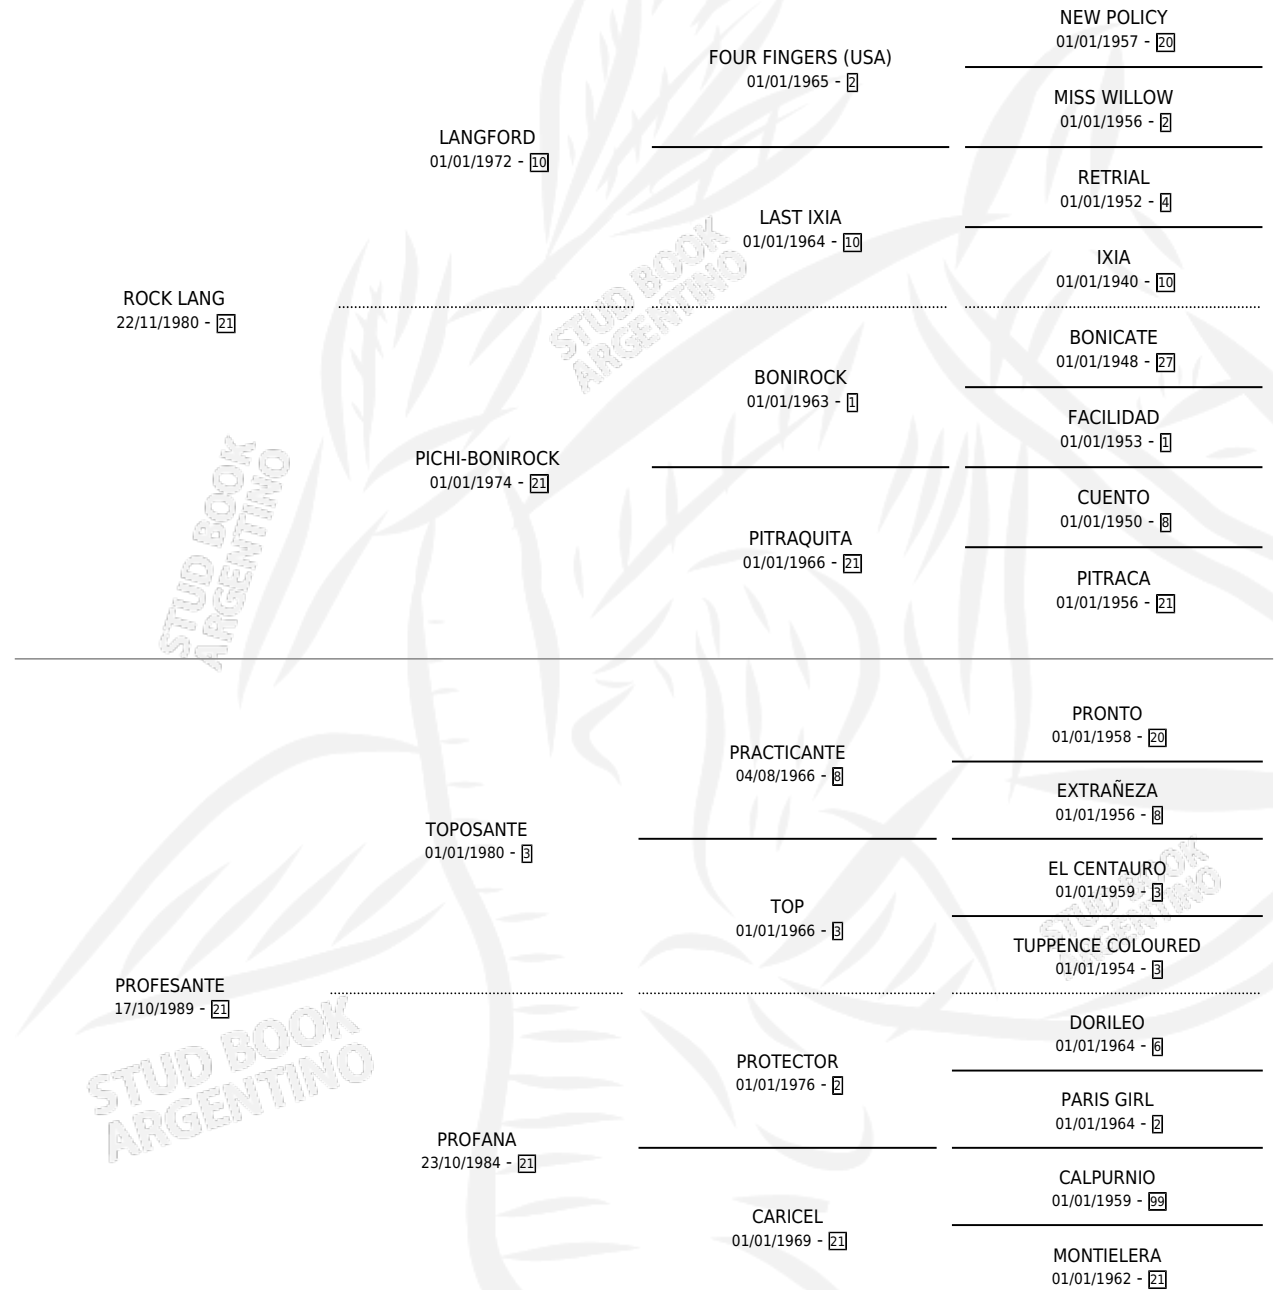 NEW POLICY
01/01/1957 - 20
FOUR FINGERS (USA)
01/01/1965 - 2
MISS WILLOW
01/01/1956 - 2
LANGFORD
01/01/1972 - 10
RETRIAL
01/01/1952 - 4
LAST IXIA
01/01/1964 - 10
IXIA
01/01/1940 - 10
ROCK LANG
22/11/1980 - 21
STUD BOOK
ARGENTINO
BONICATE
01/01/1948 - 27
BONIROCK
01/01/1963 - 1
FACILIDAD
01/01/1953 - 1
PICHI-BONIROCK
01/01/1974 - 21
CUENTO
01/01/1950 - 8
PITRAQUITA
01/01/1966 - 21
PITRACA
01/01/1956 - 21
STUD BOOK
ARGENTINO
PRONTO
01/01/1958 - 20
PRACTICANTE
04/08/1966 - 8
EXTRAÑEZA
01/01/1956 - 8
TOPOSANTE
01/01/1980 - 3
EL CENTAURO
01/01/1959 - 3
TOP
01/01/1966 - 3
STUD BOOK
ARGENTINO
TUPPENCE COLOURED
01/01/1954 - 3
PROFESANTE
17/10/1989 - 21
STUD BOOK
ARGENTINO
DORILEO
01/01/1964 - 6
PROTECTOR
01/01/1976 - 2
PARIS GIRL
01/01/1964 - 2
PROFANA
23/10/1984 - 21
CALPURNIO
01/01/1959 - 99
CARICEL
01/01/1969 - 21
MONTIELERA
01/01/1962 - 21